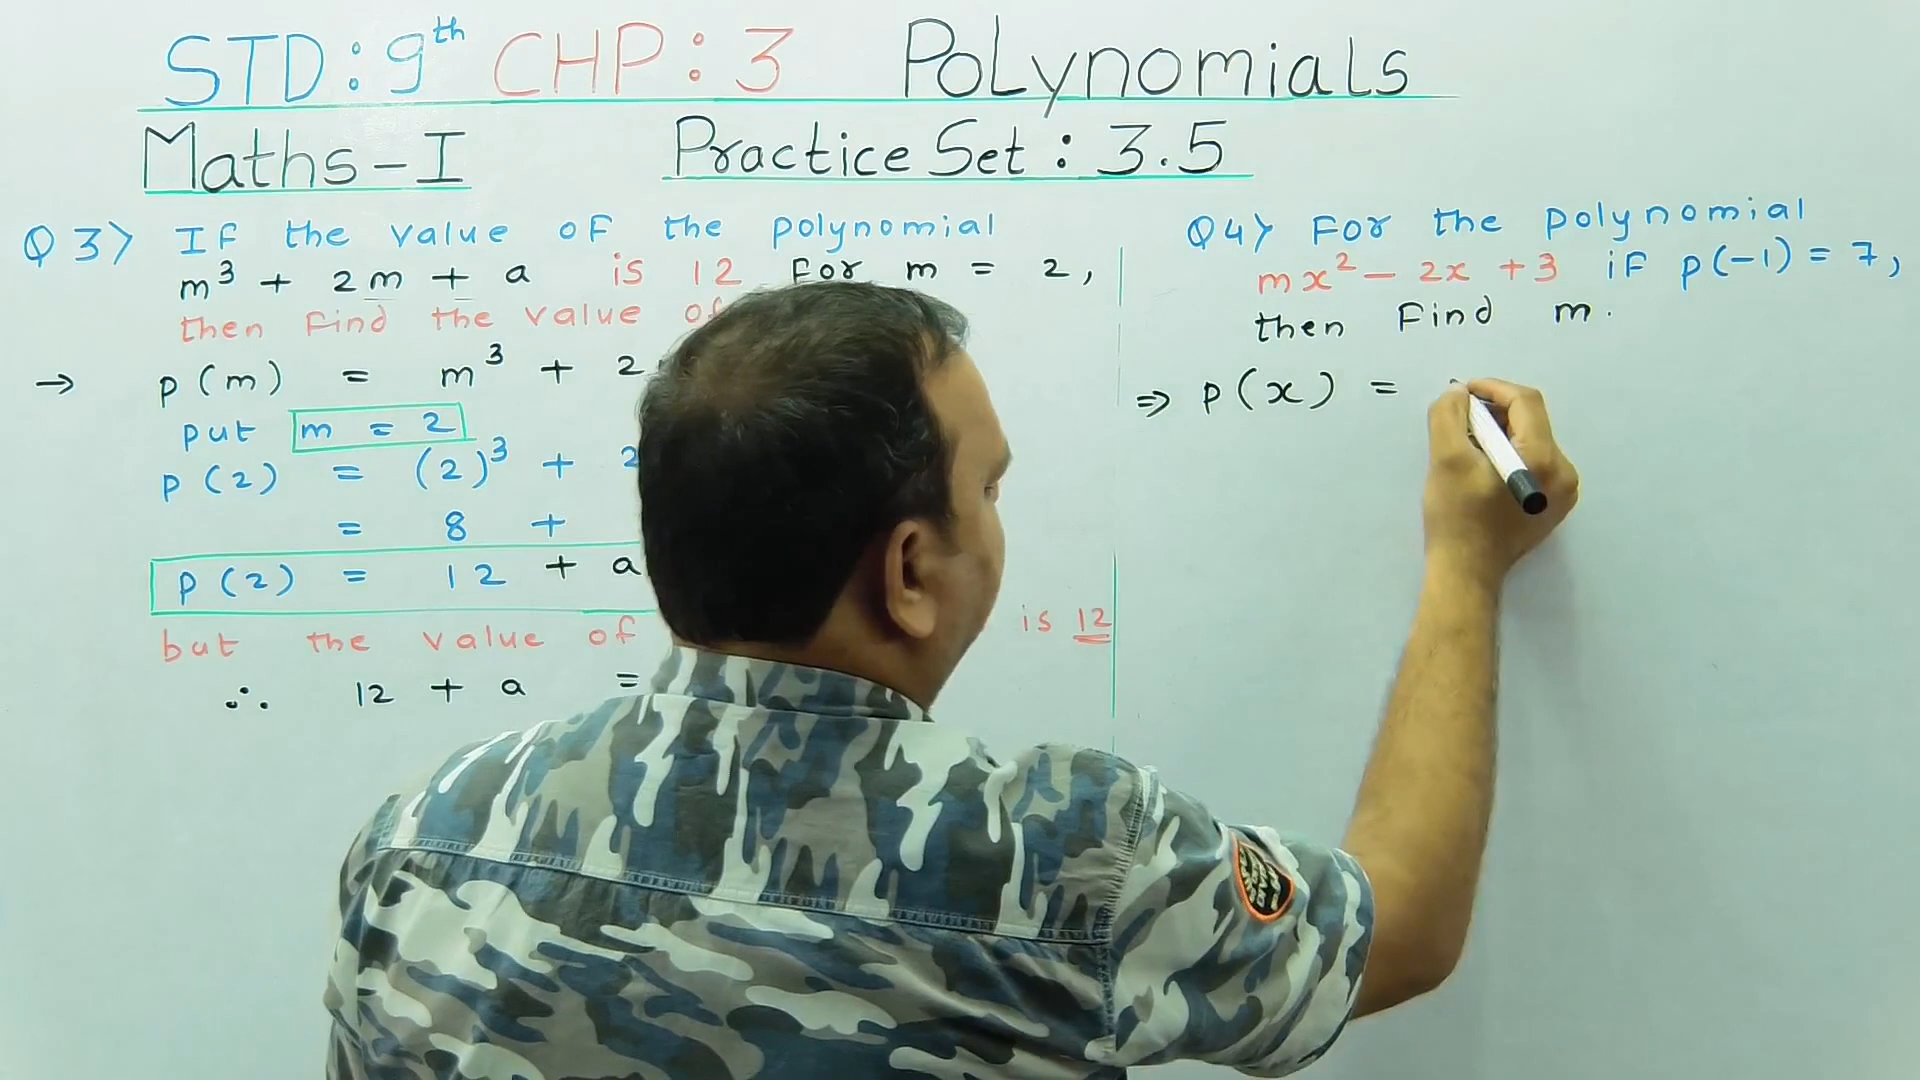 STD: 9th CHP: 3 Polynomials
Maths-I Practice Set: 3.5
Q 3> If the value of the polynomial
m³ + 2m + a is 12 for m = 2,
then find the value of
→ p(m) = m³ + 2
put m = 2
p(2) = (2)³ + 2
= 8 +
p(2) = 12 + a
but the value of is 12
∴ 12 + a =
Q4> For the polynomial
mx² - 2x + 3 if p(-1) = 7,
then find m.
⇒ p(x) =